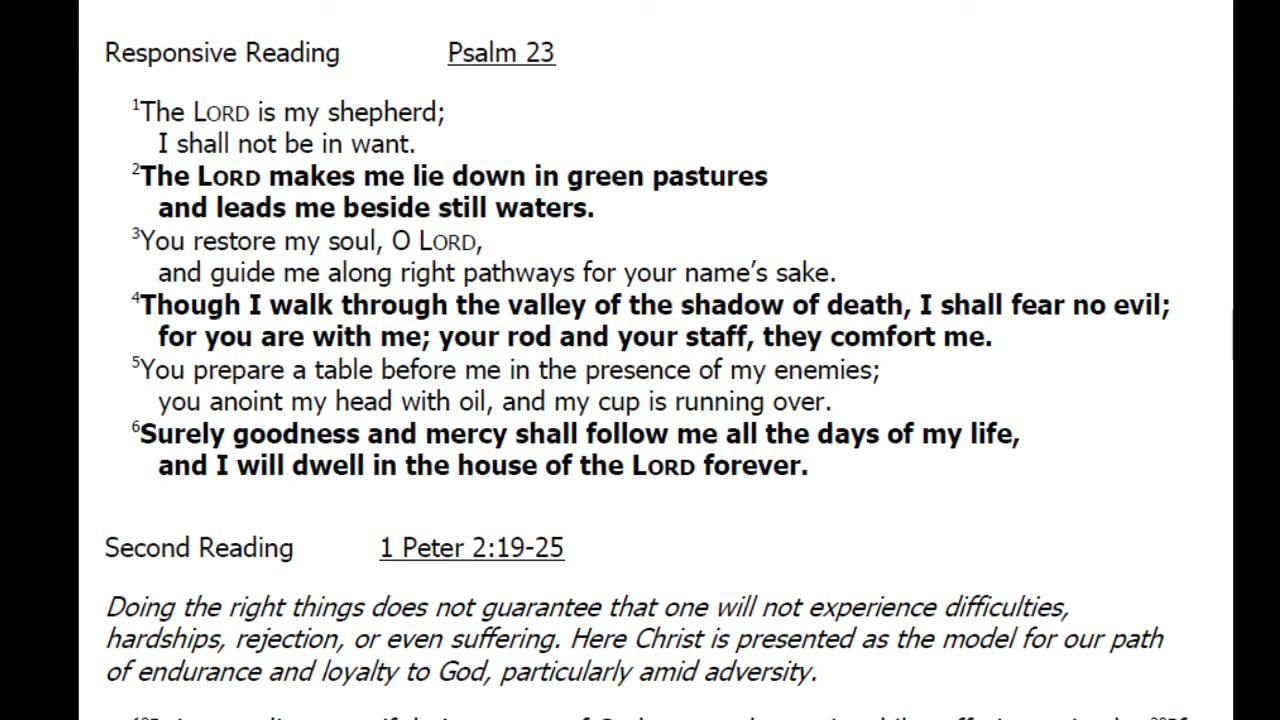 Responsive Reading Psalm 23
1The LORD is my shepherd;
I shall not be in want.
2The LORD makes me lie down in green pastures
and leads me beside still waters.
3You restore my soul, O LORD,
and guide me along right pathways for your name’s sake.
4Though I walk through the valley of the shadow of death, I shall fear no evil;
for you are with me; your rod and your staff, they comfort me.
5You prepare a table before me in the presence of my enemies;
you anoint my head with oil, and my cup is running over.
6Surely goodness and mercy shall follow me all the days of my life,
and I will dwell in the house of the LORD forever.
Second Reading 1 Peter 2:19-25
Doing the right things does not guarantee that one will not experience difficulties,
hardships, rejection, or even suffering. Here Christ is presented as the model for our path
of endurance and loyalty to God, particularly amid adversity.